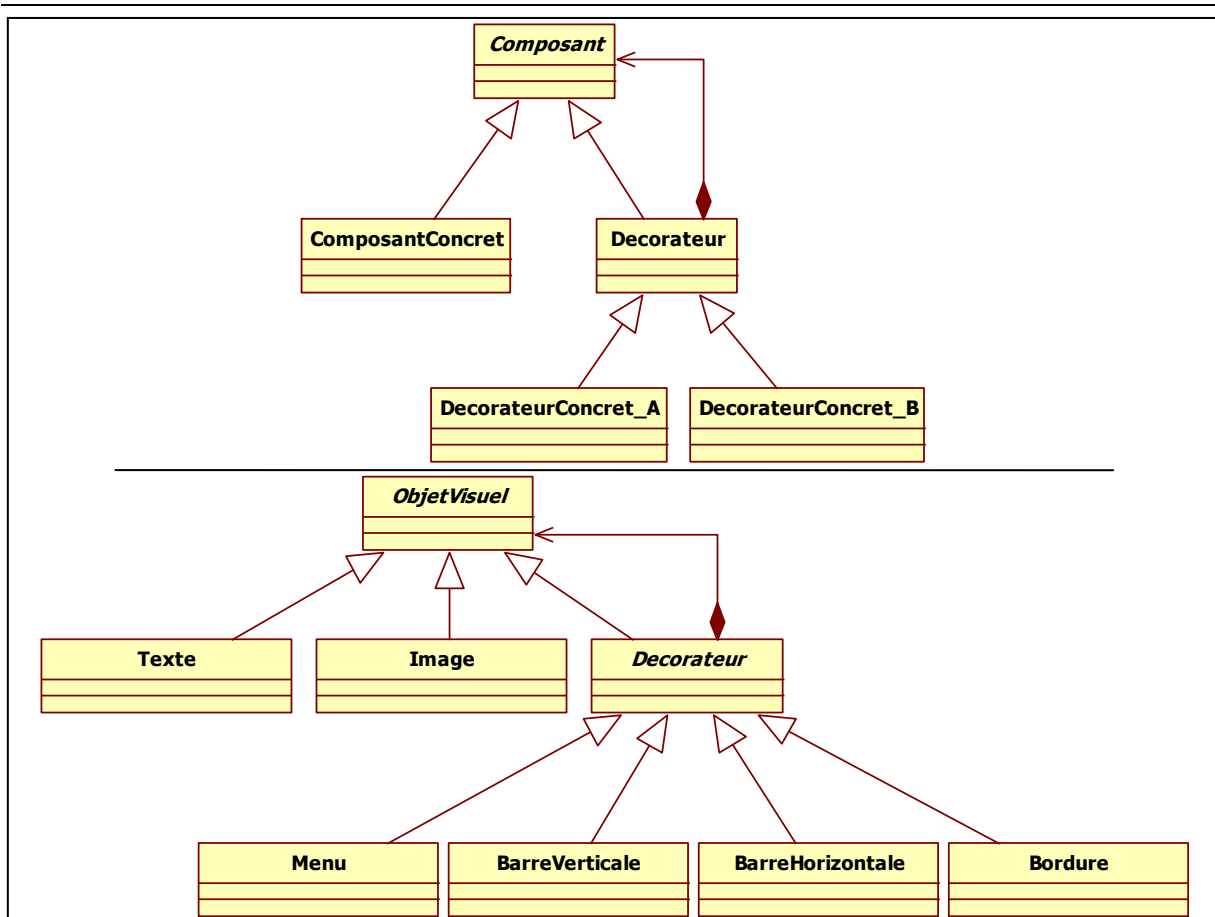 Composant
ComposantConcret
Decorateur
DecorateurConcret_A
DecorateurConcret_B
ObjetVisuel
Texte
Image
Decorateur
Menu
BarreVerticale
BarreHorizontale
Bordure